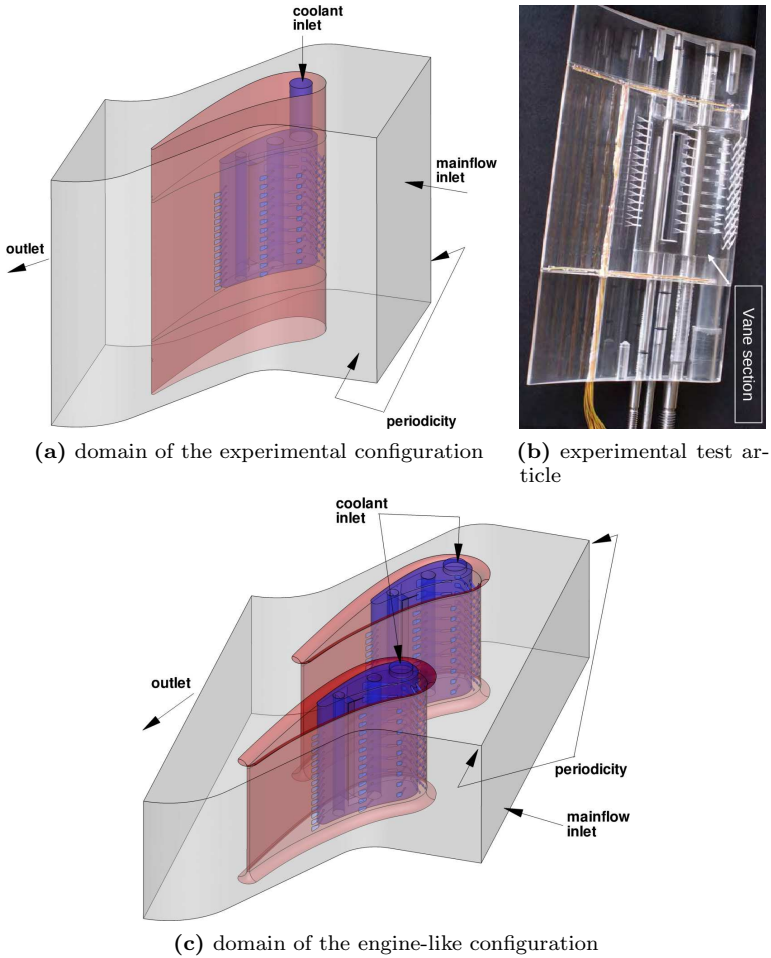 coolant
inlet
mainflow
inlet
outlet
periodicity
Vane section
(a) domain of the experimental configuration
(b) experimental test ar-
ticle
coolant
inlet
outlet
periodicity
mainflow
inlet
(c) domain of the engine-like configuration